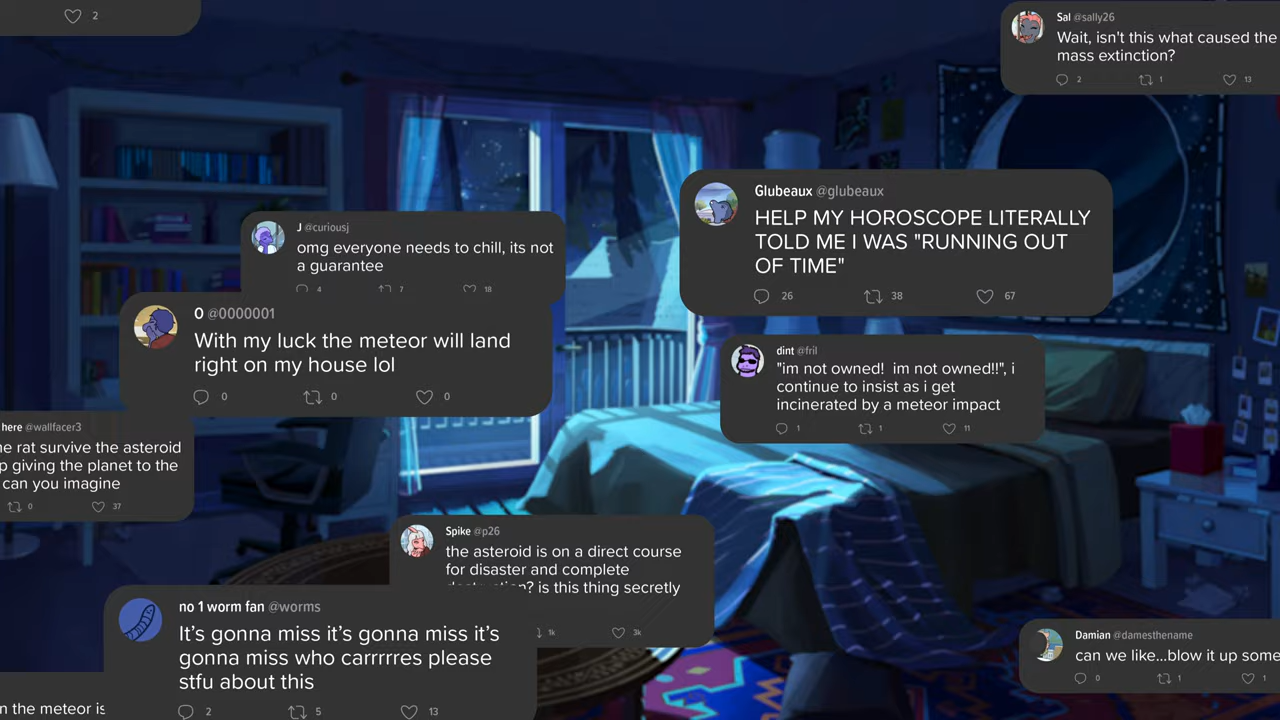 2
Sal @sally26
Wait, isn't this what caused the
mass extinction?
2 1 13
Glubeaux @glubeaux
HELP MY HOROSCOPE LITERALLY
TOLD ME I WAS "RUNNING OUT
OF TIME"
26 38 67
J @curiousj
omg everyone needs to chill, its not
a guarantee
4 7 18
O @0000001
With my luck the meteor will land
right on my house lol
0 0 0
dint @fril
"im not owned!  im not owned!!", i
continue to insist as i get
incinerated by a meteor impact
1 1 11
here @wallfacer3
rat survive the asteroid
giving the planet to the
can you imagine
0 37
Spike @p26
the asteroid is on a direct course
for disaster and complete
destruction? is this thing secretly
1k 3k
no 1 worm fan @worms
It's gonna miss it's gonna miss it's
gonna miss who carrrrres please
stfu about this
2 5 13
Damian @damesthename
can we like...blow it up some
0 1 1
the meteor is